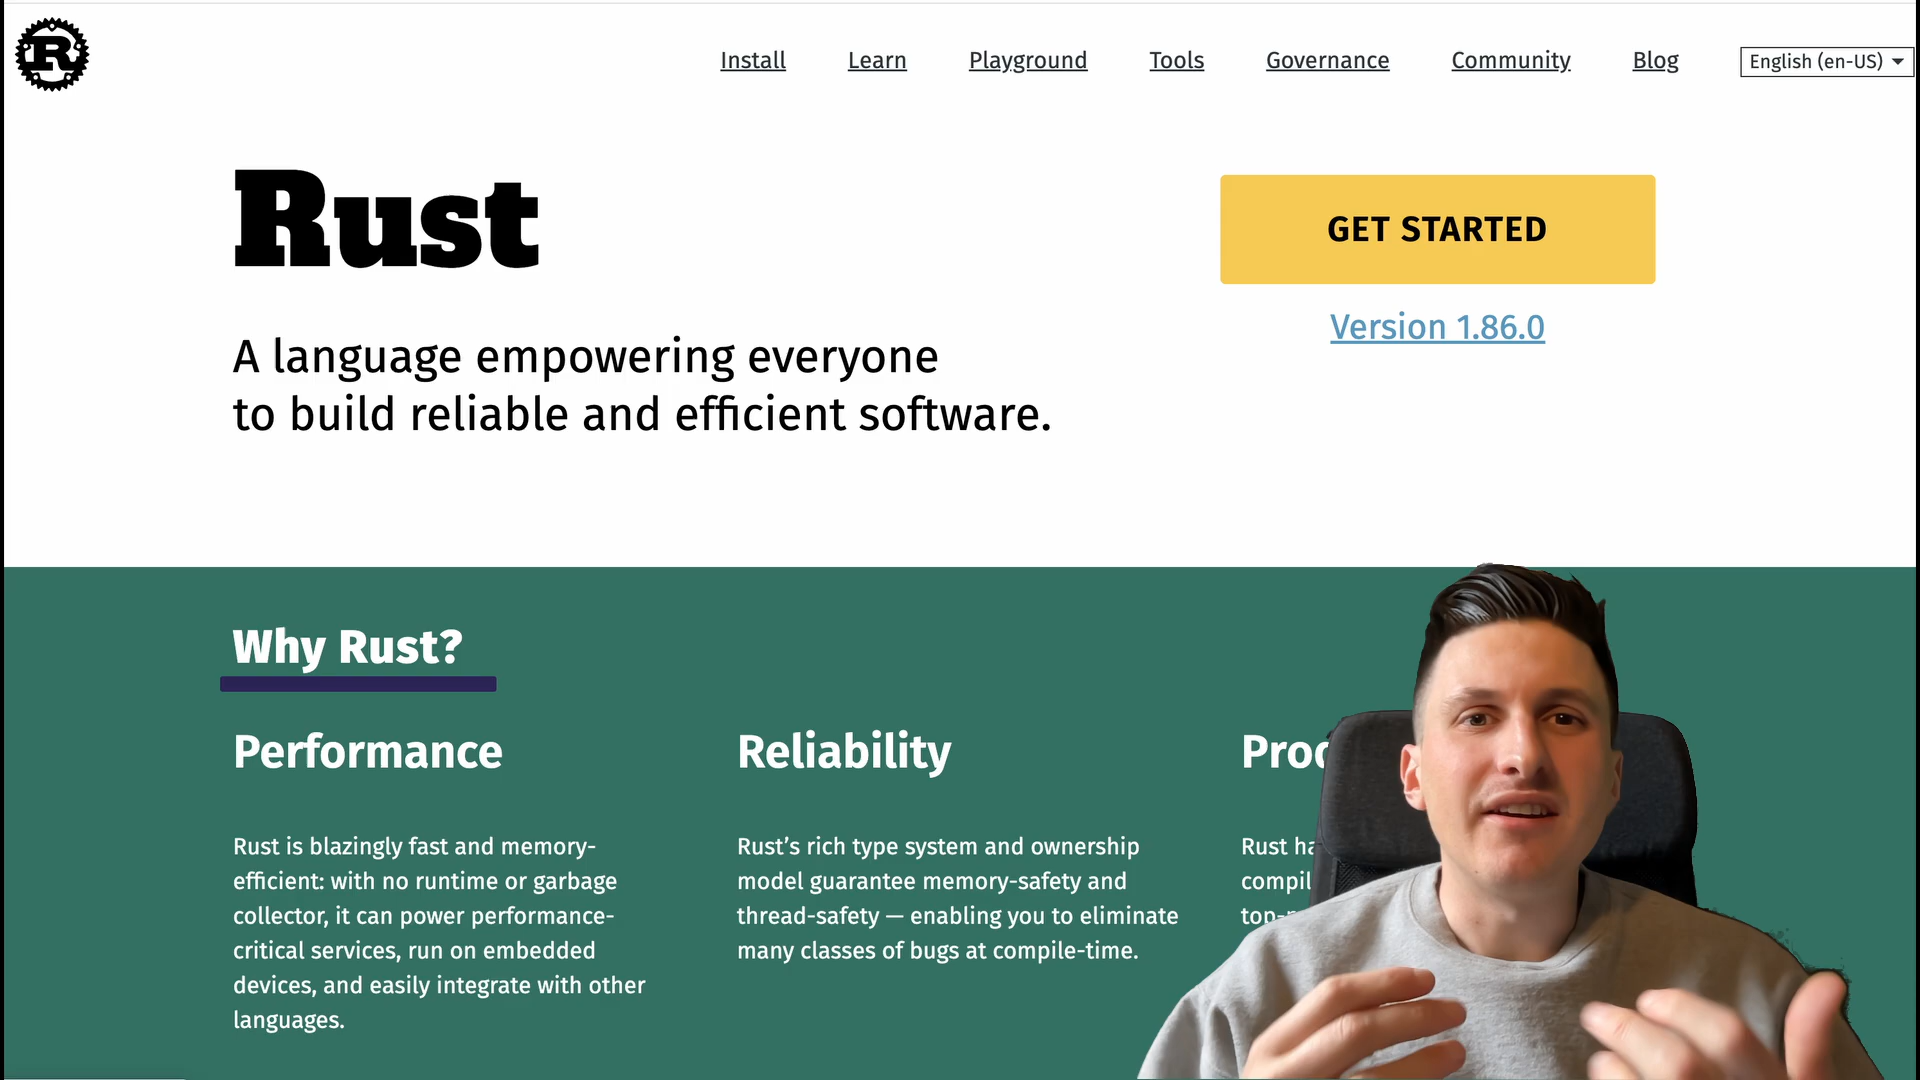 R
Install Learn Playground Tools Governance Community Blog English (en-US)
Rust
GET STARTED
Version 1.86.0
A language empowering everyone
to build reliable and efficient software.
Why Rust?
Performance
Rust is blazingly fast and memory-
efficient: with no runtime or garbage
collector, it can power performance-
critical services, run on embedded
devices, and easily integrate with other
languages.
Reliability
Rust’s rich type system and ownership
model guarantee memory-safety and
thread-safety — enabling you to eliminate
many classes of bugs at compile-time.
Rust